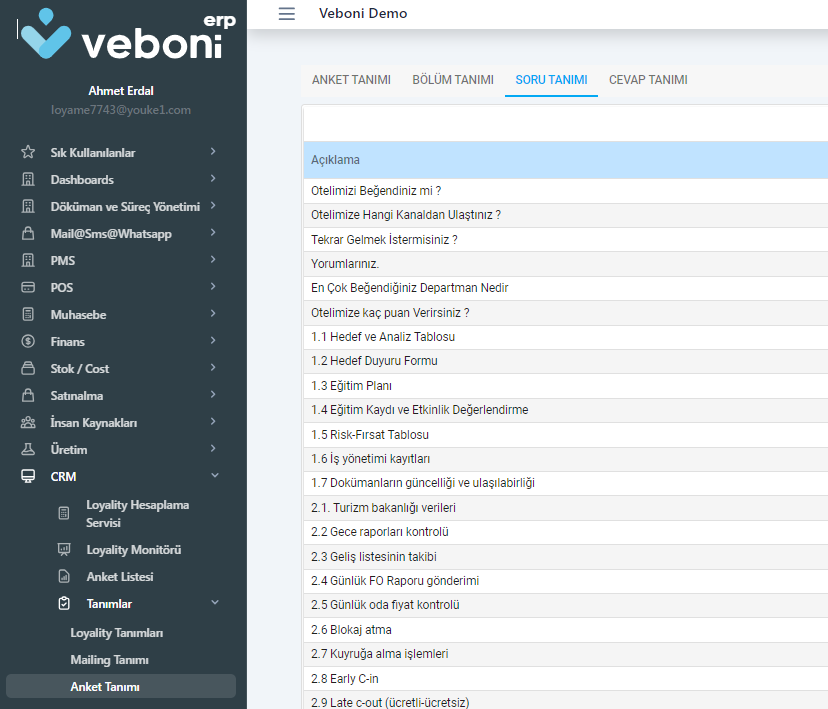 erp
veboni
Veboni Demo
Ahmet Erdal
loyame7743@youke1.com
Sık Kullanılanlar
Dashboards
Döküman ve Süreç Yönetimi
Mail@Sms@Whatsapp
PMS
POS
Muhasebe
Finans
Stok / Cost
Satınalma
İnsan Kaynakları
Üretim
CRM
Loyality Hesaplama
Servisi
Loyality Monitörü
Anket Listesi
Tanımlar
Loyality Tanımları
Mailing Tanımı
Anket Tanımı
ANKET TANIMI BÖLÜM TANIMI SORU TANIMI CEVAP TANIMI
Açıklama
Otelimizi Beğendiniz mi ?
Otelimize Hangi Kanaldan Ulaştınız ?
Tekrar Gelmek İstermisiniz ?
Yorumlarınız.
En Çok Beğendiğiniz Departman Nedir
Otelimize kaç puan Verirsiniz ?
1.1 Hedef ve Analiz Tablosu
1.2 Hedef Duyuru Formu
1.3 Eğitim Planı
1.4 Eğitim Kaydı ve Etkinlik Değerlendirme
1.5 Risk-Fırsat Tablosu
1.6 İş yönetimi kayıtları
1.7 Dokümanların güncelliği ve ulaşılabirliği
2.1. Turizm bakanlığı verileri
2.2 Gece raporları kontrolü
2.3 Geliş listesinin takibi
2.4 Günlük FO Raporu gönderimi
2.5 Günlük oda fiyat kontrolü
2.6 Blokaj atma
2.7 Kuyruğa alma işlemleri
2.8 Early C-in
2.9 Late c-out (ücretli-ücretsiz)